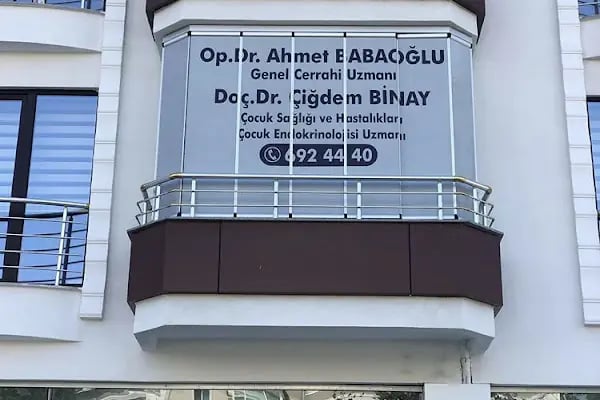 Op.Dr. Ahmet BABAOĞLU
Genel Cerrahi Uzmanı
Doç.Dr. Çiğdem BİNAY
Çocuk Sağlığı ve Hastalıkları
Çocuk Endokrinolojisi Uzmanı
692 44 40